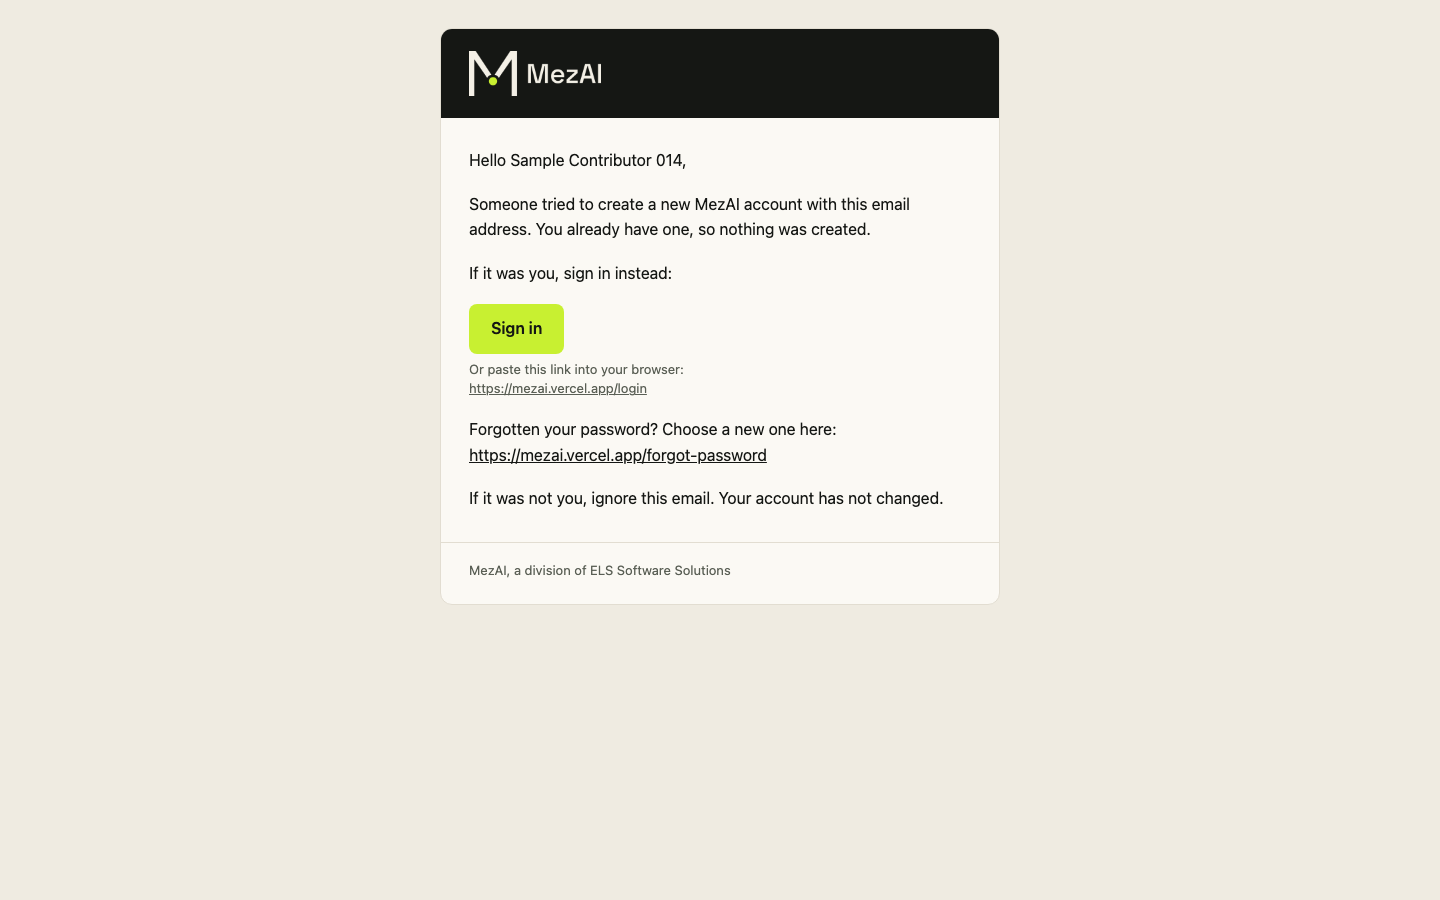 MezAI
Hello Sample Contributor 014,
Someone tried to create a new MezAI account with this email
address. You already have one, so nothing was created.
If it was you, sign in instead:
Sign in
Or paste this link into your browser:
https://mezai.vercel.app/login
Forgotten your password? Choose a new one here:
https://mezai.vercel.app/forgot-password
If it was not you, ignore this email. Your account has not changed.
MezAI, a division of ELS Software Solutions